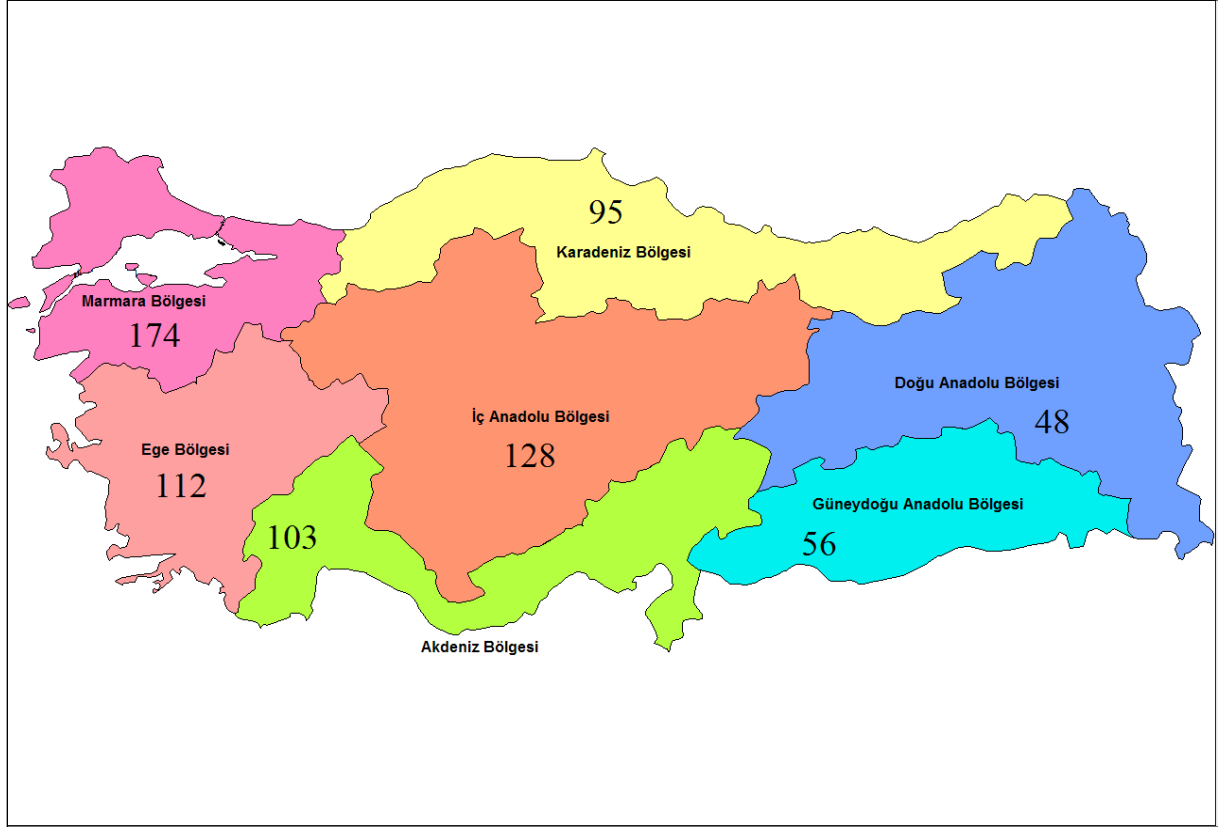 95
Karadeniz Bölgesi
Marmara Bölgesi
174
Doğu Anadolu Bölgesi
48
İç Anadolu Bölgesi
128
Ege Bölgesi
112
Güneydoğu Anadolu Bölgesi
56
103
Akdeniz Bölgesi